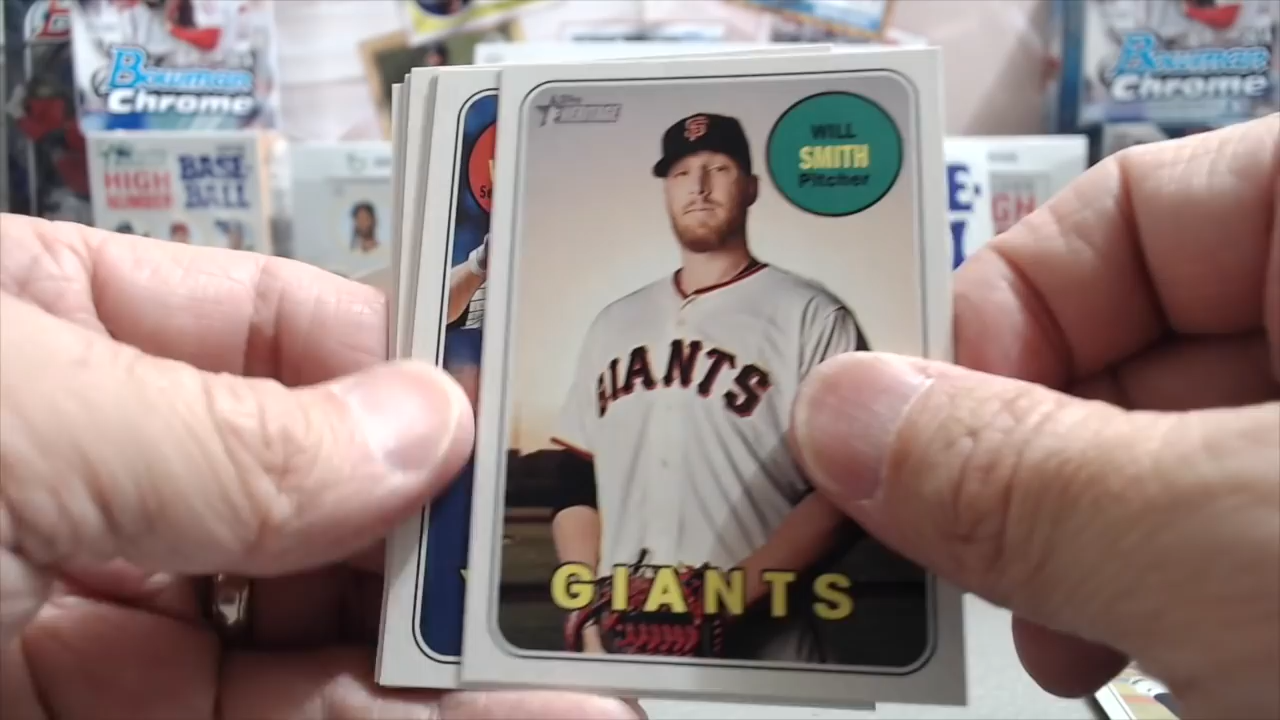 Bowman
Chrome
Bowman
Chrome
HIGH
NUMBER
BASE
BALL
Topps
HERITAGE
WILL
SMITH
Pitcher
GIANTS
GIANTS